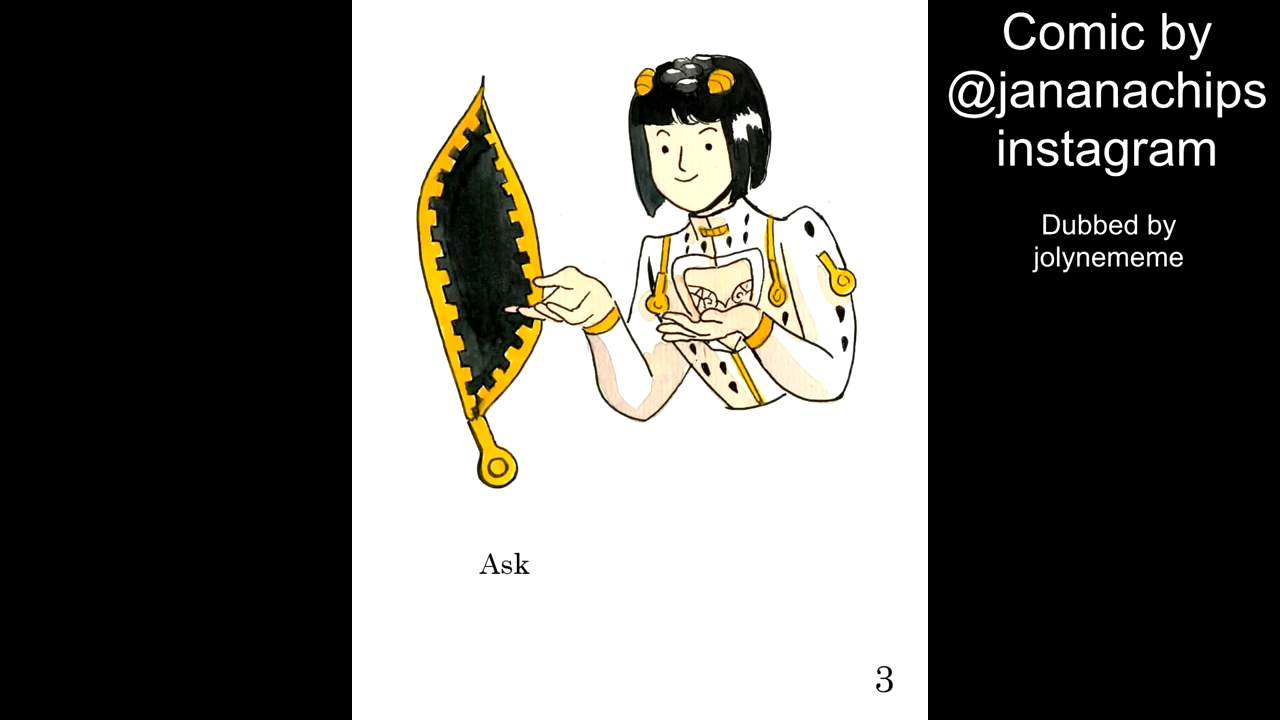 Comic by
@jananachips
instagram
Dubbed by
jolynememe
Ask
3